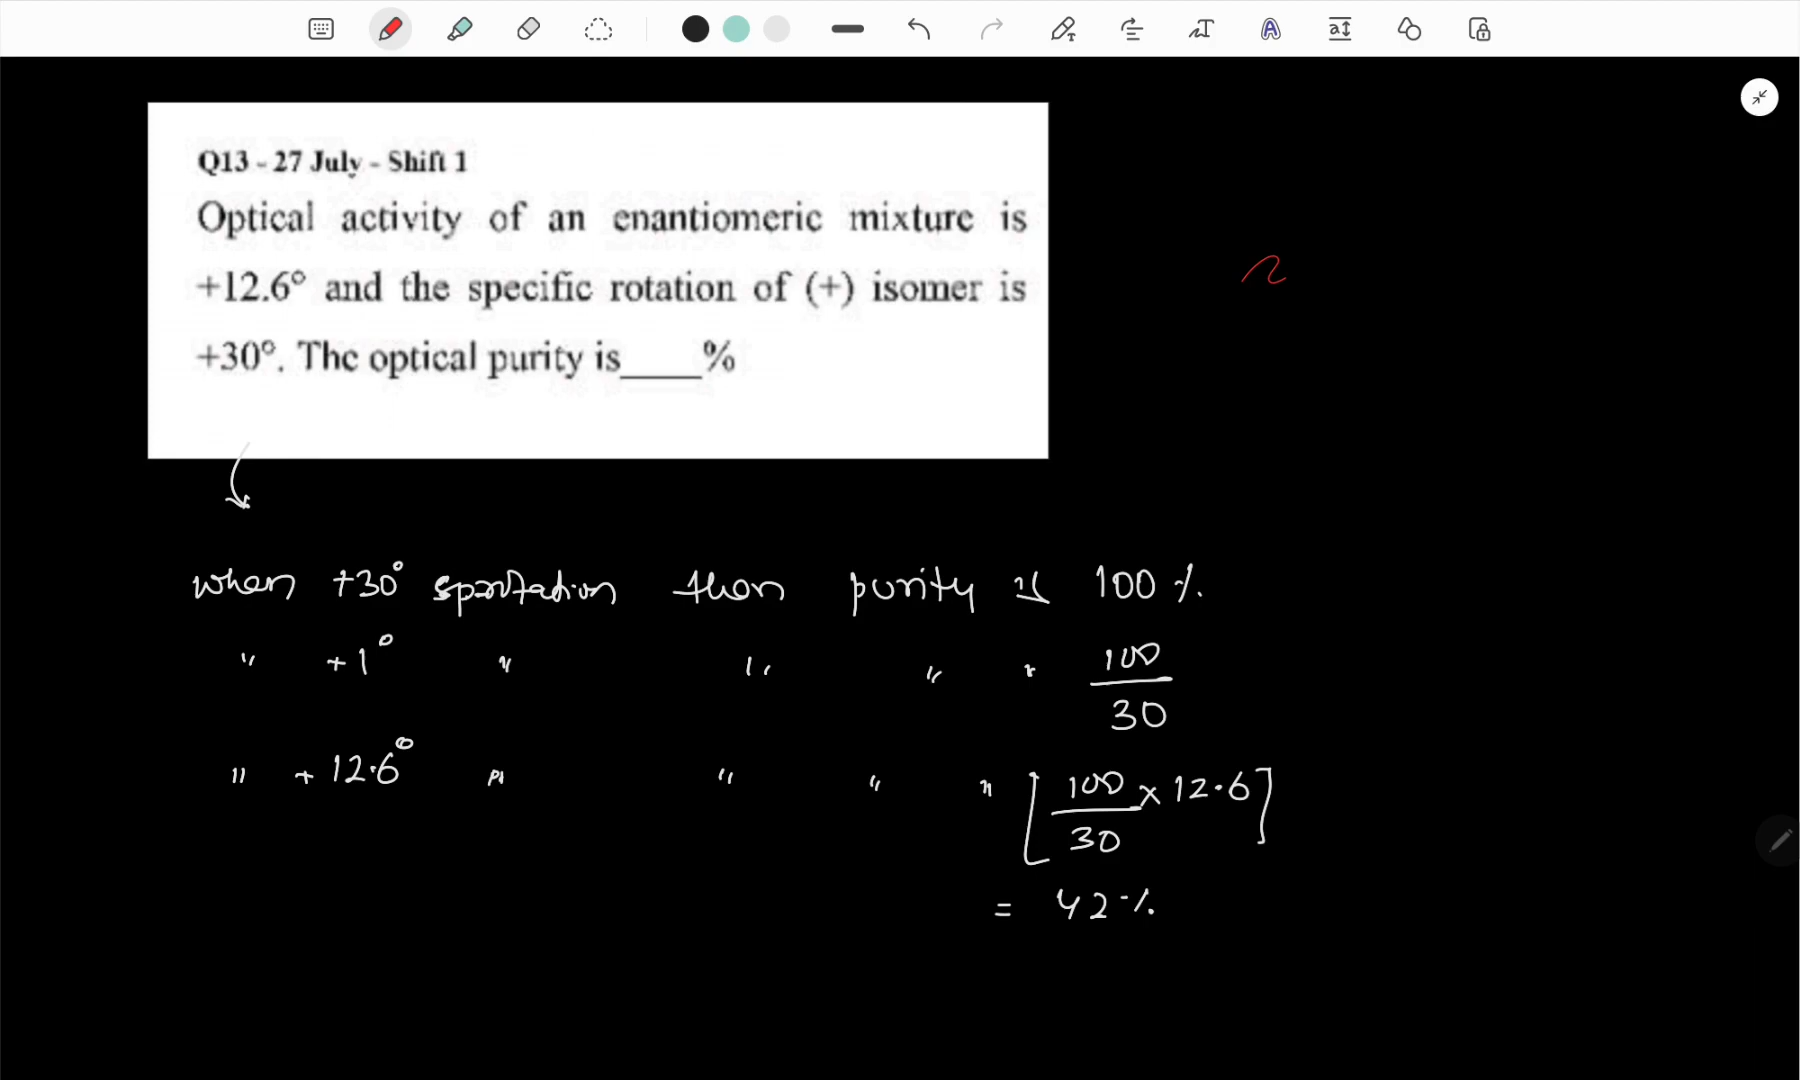 Q13 - 27 July - Shift 1
Optical activity of an enantiomeric mixture is
+12.6° and the specific rotation of (+) isomer is
+30°. The optical purity is____%
when +30° then purity is 100 %
" +1° " " " " 100/30
" + 12.6° " " " " [100/30 × 12.6]
= 42 %